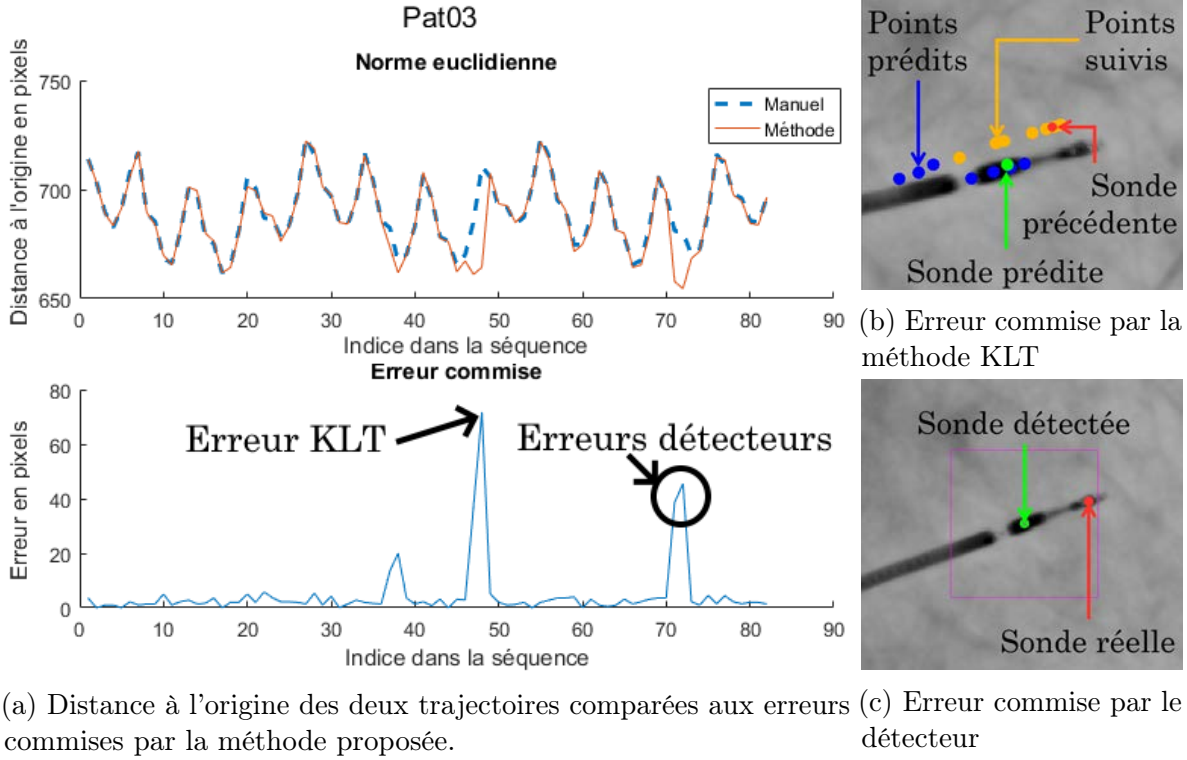 Pat03
Norme euclidienne
Distance à l'origine en pixels
750
700
650
Manuel
Méthode
0 10 20 30 40 50 60 70 80 90
Indice dans la séquence
Erreur commise
Erreur en pixels
80
60
40
20
0
Erreur KLT
Erreurs détecteurs
0 10 20 30 40 50 60 70 80 90
Indice dans la séquence
(a) Distance à l'origine des deux trajectoires comparées aux erreurs
commises par la méthode proposée.
Points
prédits
Points
suivis
Sonde
précédente
Sonde prédite
(b) Erreur commise par la
méthode KLT
Sonde détectée
Sonde réelle
(c) Erreur commise par le
détecteur